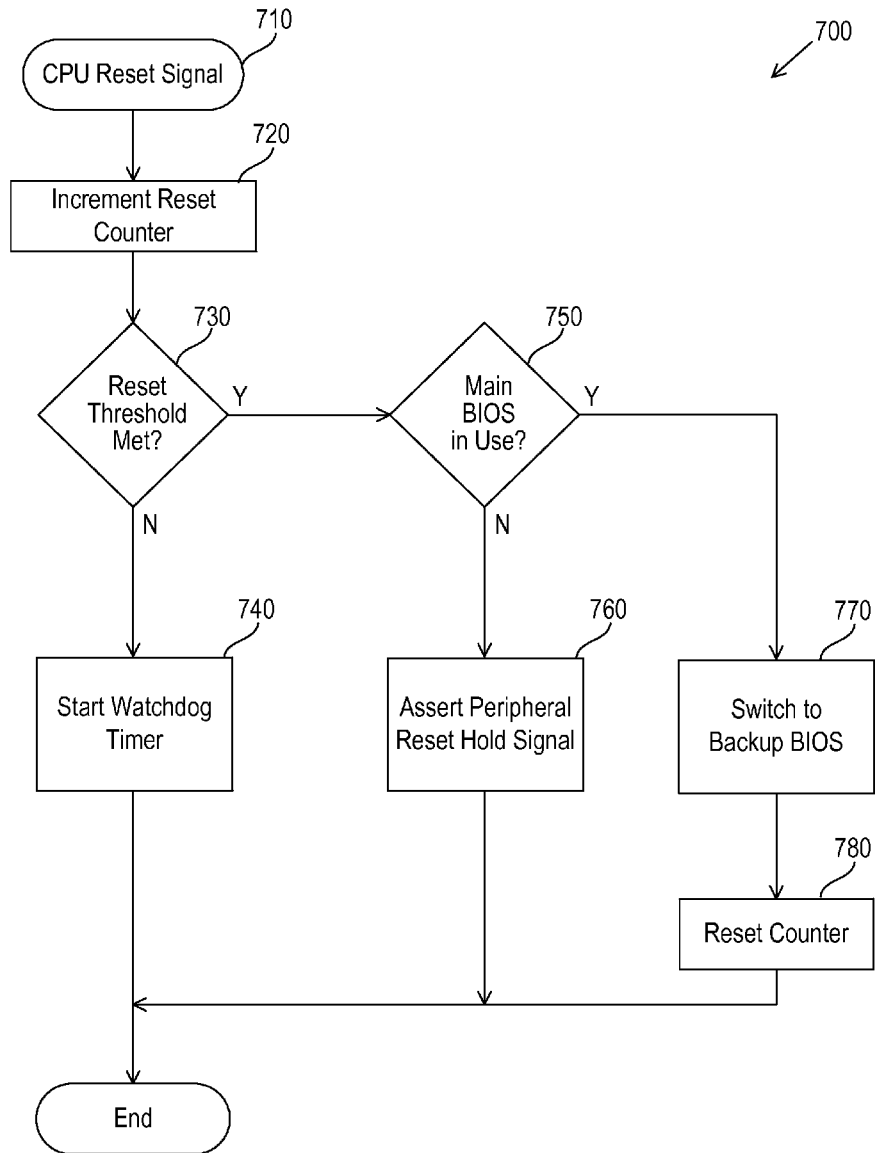 710
700
CPU Reset Signal
720
Increment Reset
Counter
730
Reset
Threshold
Met?
Y
N
750
Main
BIOS
in Use?
Y
N
740
Start Watchdog
Timer
760
Assert Peripheral
Reset Hold Signal
770
Switch to
Backup BIOS
780
Reset Counter
End